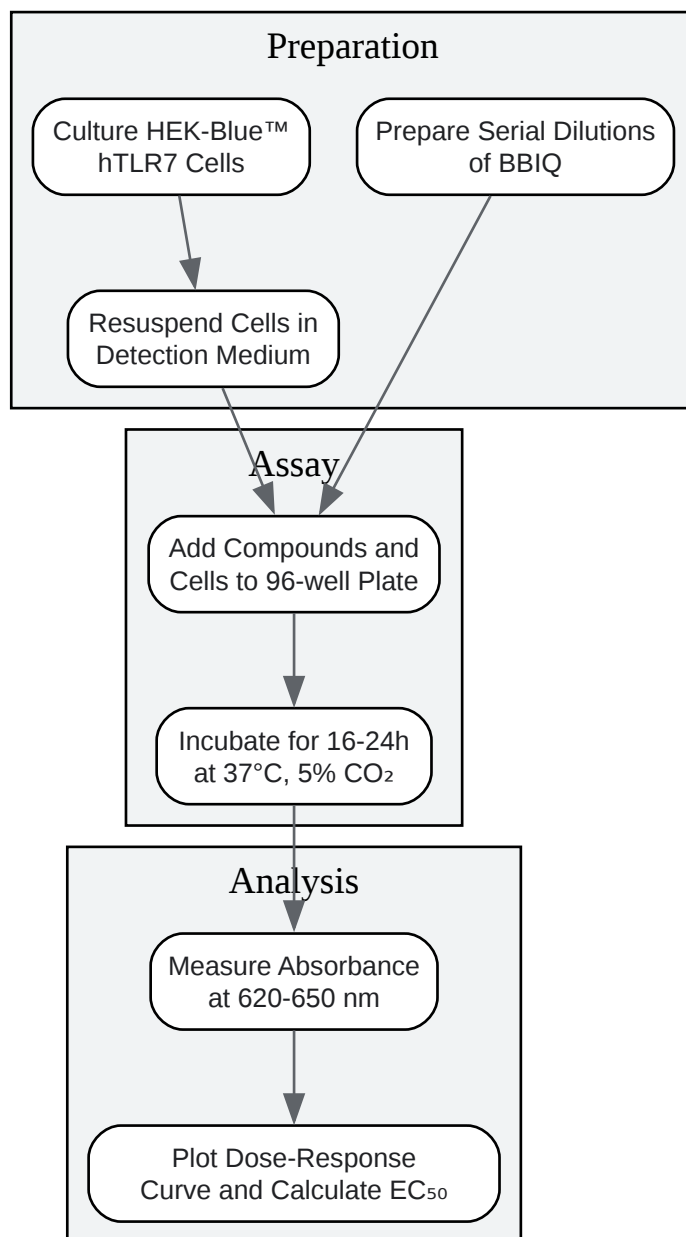 Preparation
Culture HEK-Blue™
hTLR7 Cells
Prepare Serial Dilutions
of BBIQ
Resuspend Cells in
Detection Medium
Assay
Add Compounds and
Cells to 96-well Plate
Incubate for 16-24h
at 37°C, 5% CO₂
Analysis
Measure Absorbance
at 620-650 nm
Plot Dose-Response
Curve and Calculate EC₅₀